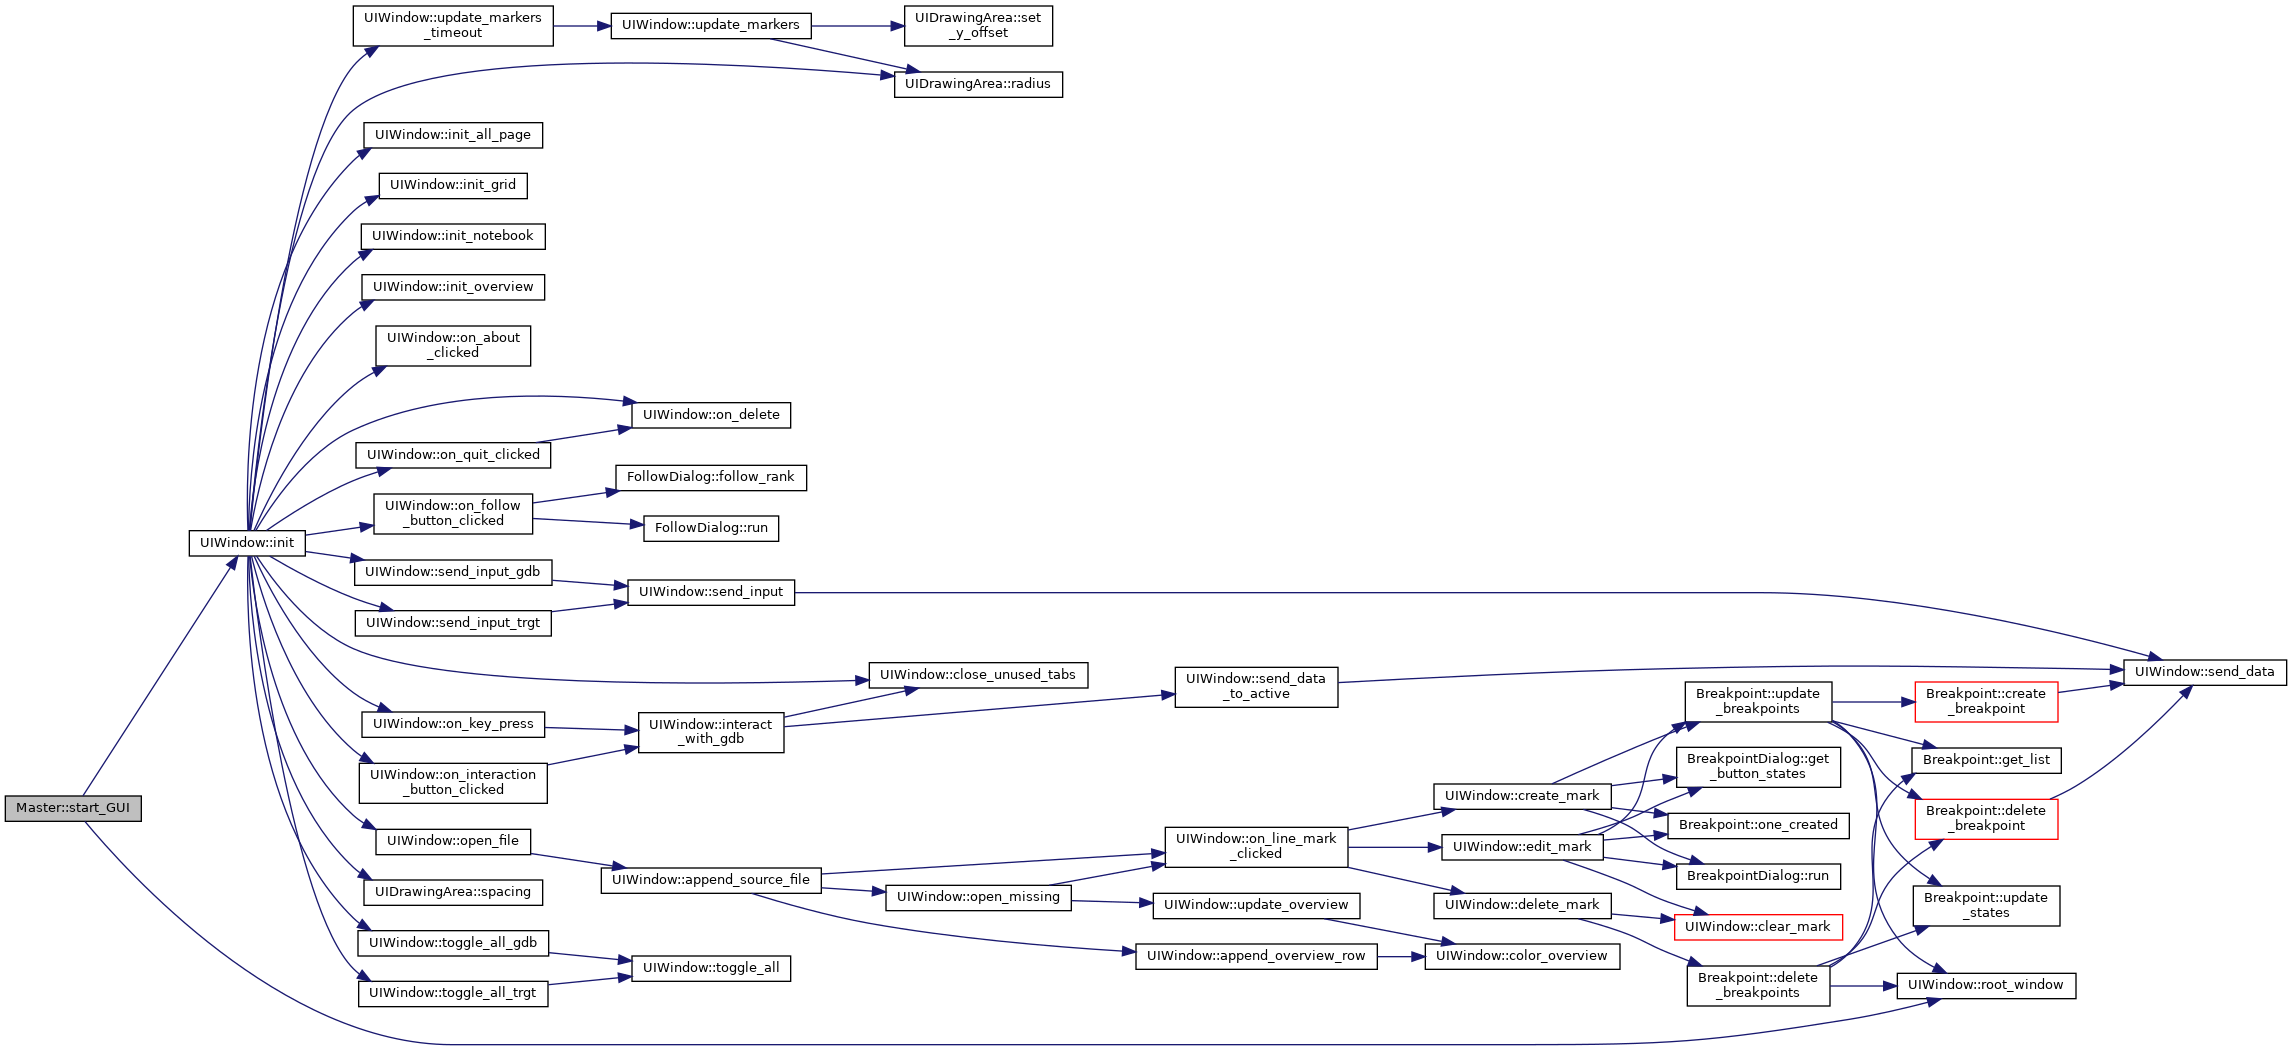 UIWindow::update_markers
_timeout
UIWindow::update_markers
UIDrawingArea::set
_y_offset
UIDrawingArea::radius
UIWindow::init_all_page
UIWindow::init_grid
UIWindow::init_notebook
UIWindow::init_overview
UIWindow::on_about
_clicked
UIWindow::on_delete
UIWindow::on_quit_clicked
FollowDialog::follow_rank
UIWindow::on_follow
_button_clicked
FollowDialog::run
UIWindow::init
UIWindow::send_input_gdb
UIWindow::send_input
UIWindow::send_input_trgt
UIWindow::close_unused_tabs
UIWindow::send_data
_to_active
UIWindow::send_data
UIWindow::on_key_press
UIWindow::interact
_with_gdb
Breakpoint::update
_breakpoints
Breakpoint::create
_breakpoint
UIWindow::on_interaction
_button_clicked
BreakpointDialog::get
_button_states
Breakpoint::get_list
Master::start_GUI
UIWindow::create_mark
Breakpoint::one_created
Breakpoint::delete
_breakpoint
UIWindow::open_file
UIWindow::on_line_mark
_clicked
UIWindow::edit_mark
BreakpointDialog::run
UIWindow::append_source_file
UIDrawingArea::spacing
UIWindow::open_missing
UIWindow::update_overview
UIWindow::delete_mark
Breakpoint::update
_states
UIWindow::clear_mark
UIWindow::toggle_all_gdb
UIWindow::append_overview_row
UIWindow::color_overview
UIWindow::toggle_all
UIWindow::toggle_all_trgt
Breakpoint::delete
_breakpoints
UIWindow::root_window